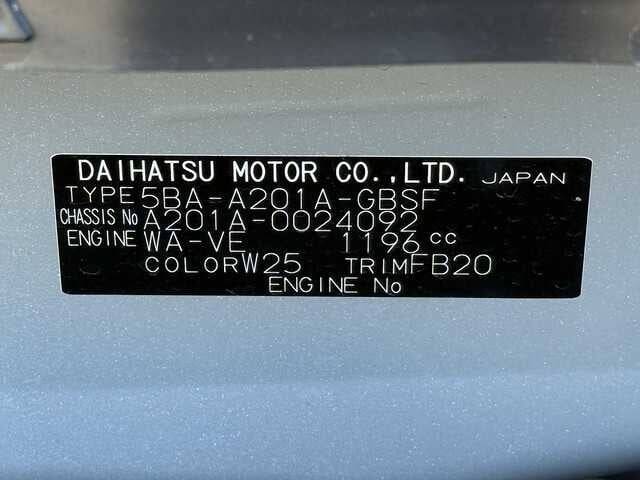 DAIHATSU MOTOR CO.,LTD. JAPAN
TYPE 5BA-A201A-GBSF
CHASSIS No A201A-0024092
ENGINE WA-VE 1196 cc
COLOR W25 TRIM FB20
ENGINE No